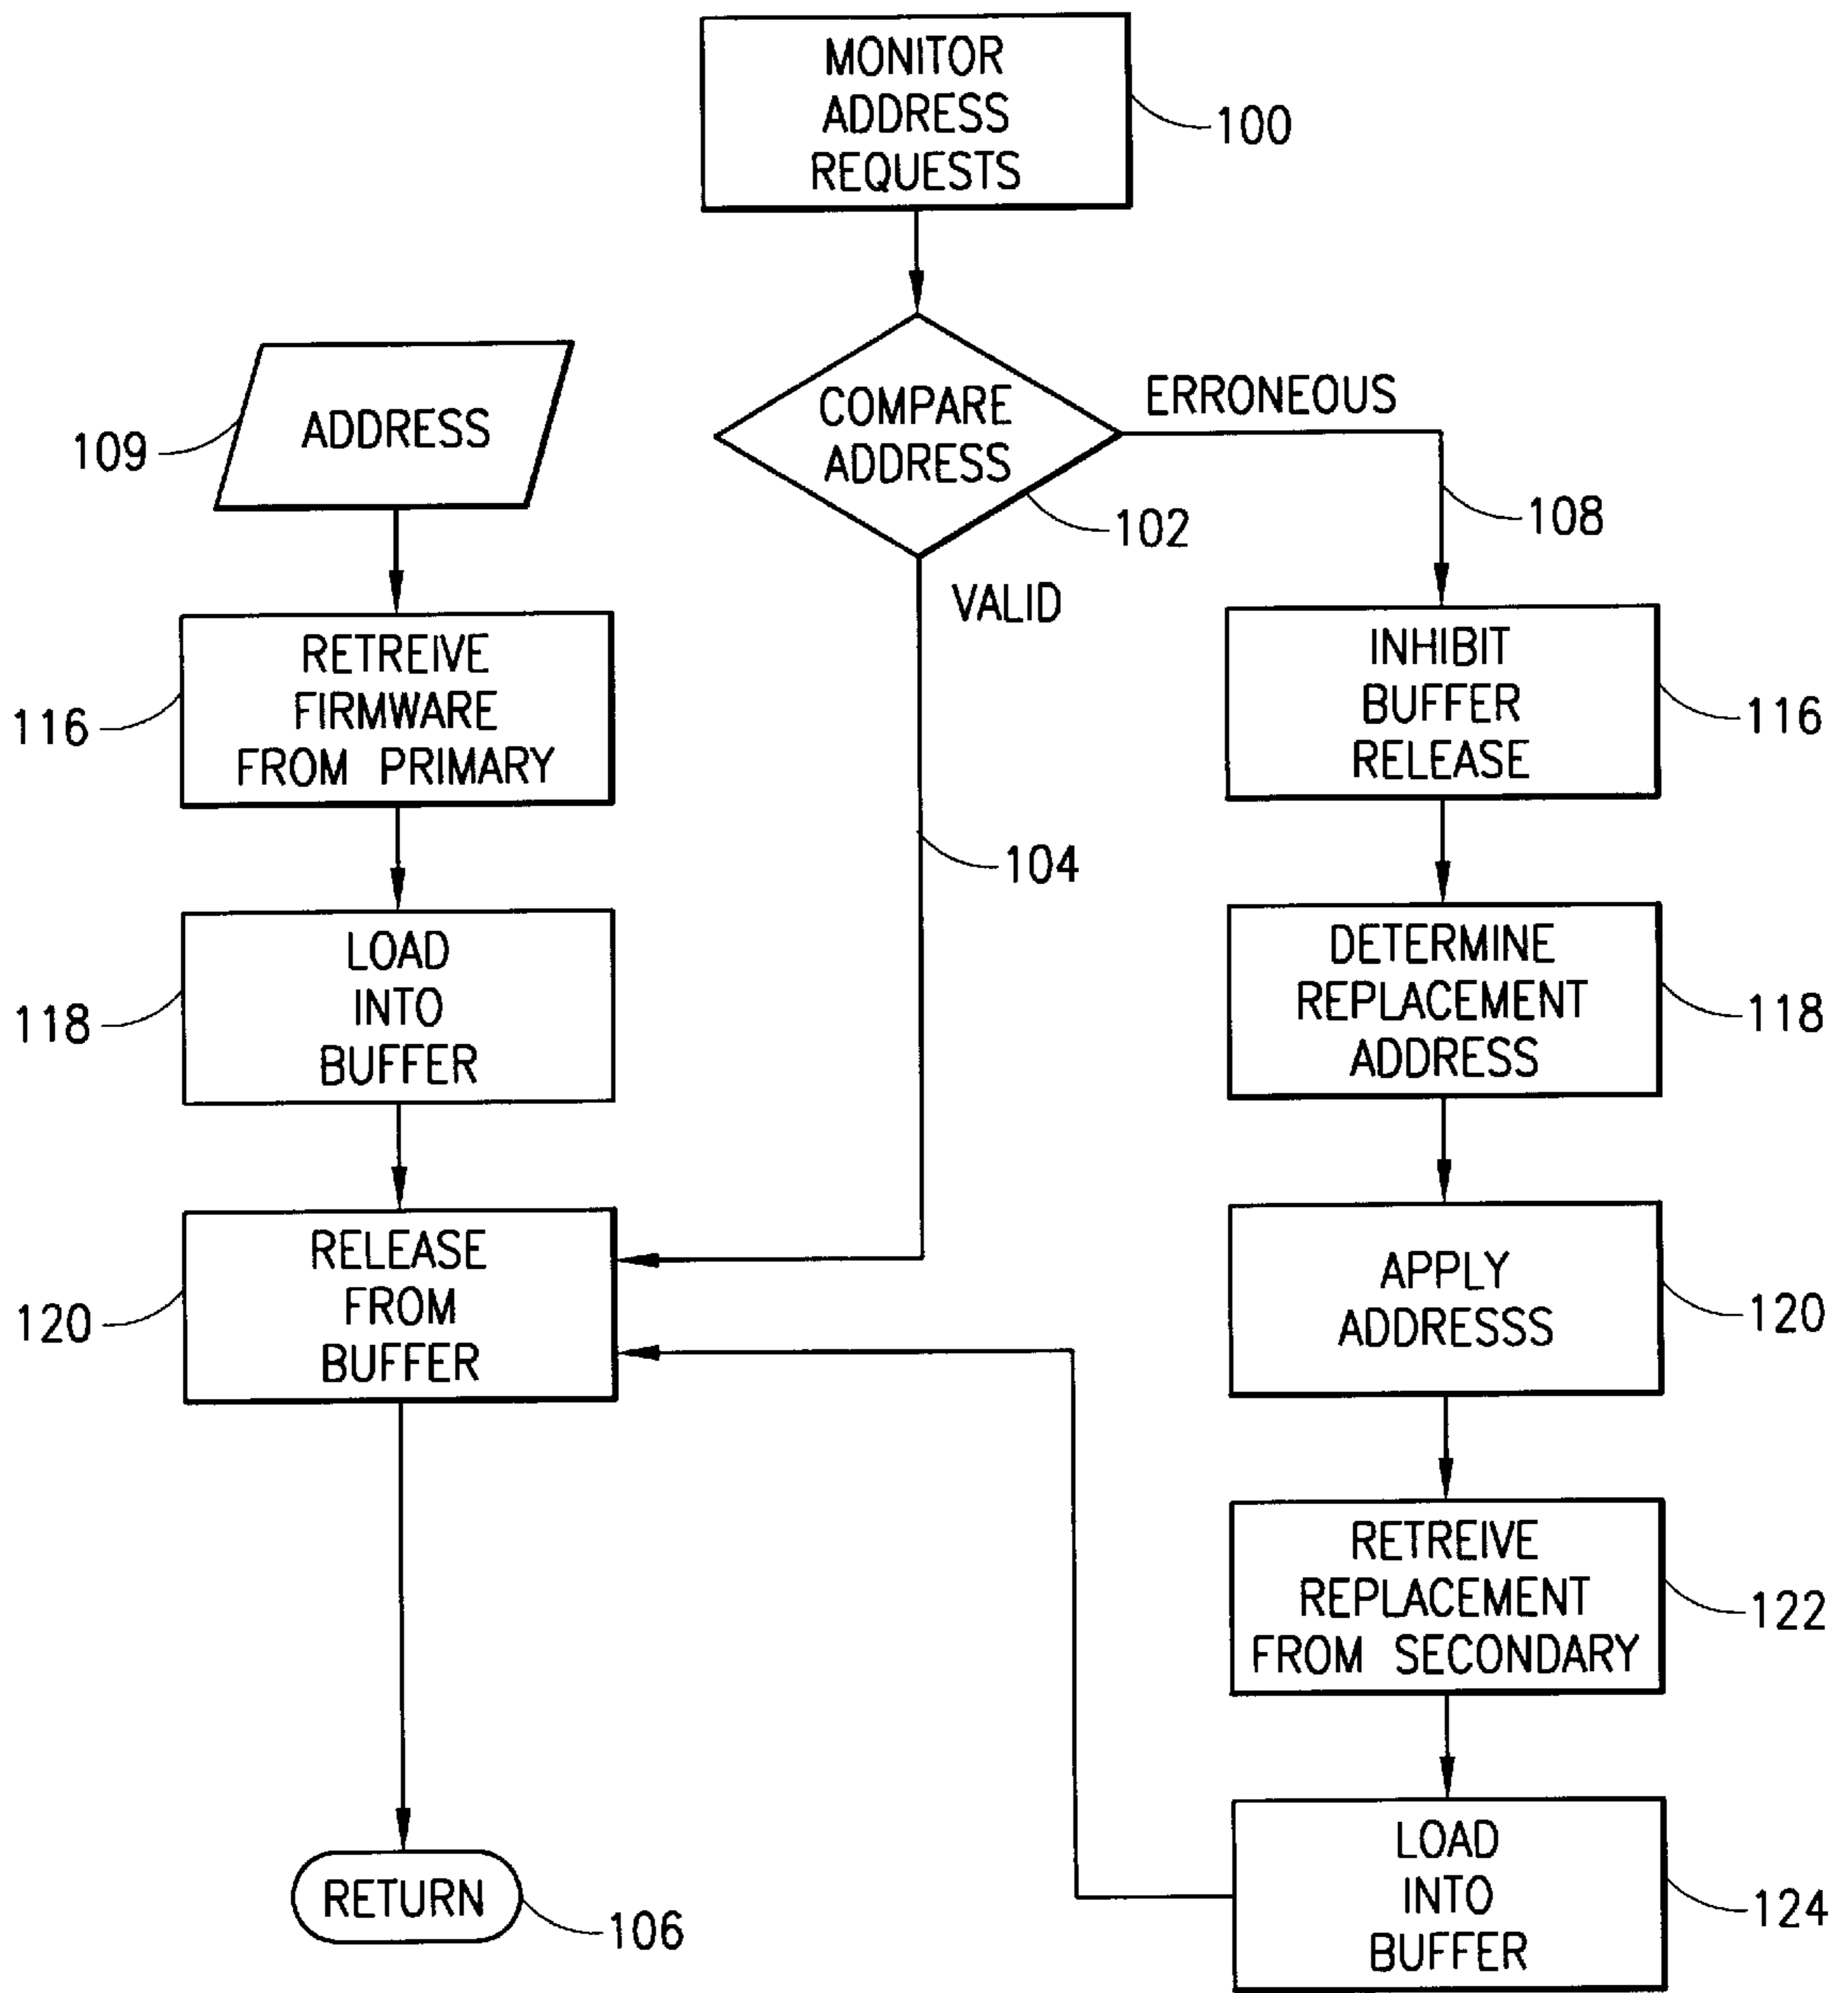 MONITOR
ADDRESS
REQUESTS
100
COMPARE
ADDRESS
102
ERRONEOUS
108
VALID
104
ADDRESS
109
RETREIVE
FIRMWARE
FROM PRIMARY
116
LOAD
INTO
BUFFER
118
RELEASE
FROM
BUFFER
120
RETURN
106
INHIBIT
BUFFER
RELEASE
116
DETERMINE
REPLACEMENT
ADDRESS
118
APPLY
ADDRESSS
120
RETREIVE
REPLACEMENT
FROM SECONDARY
122
LOAD
INTO
BUFFER
124